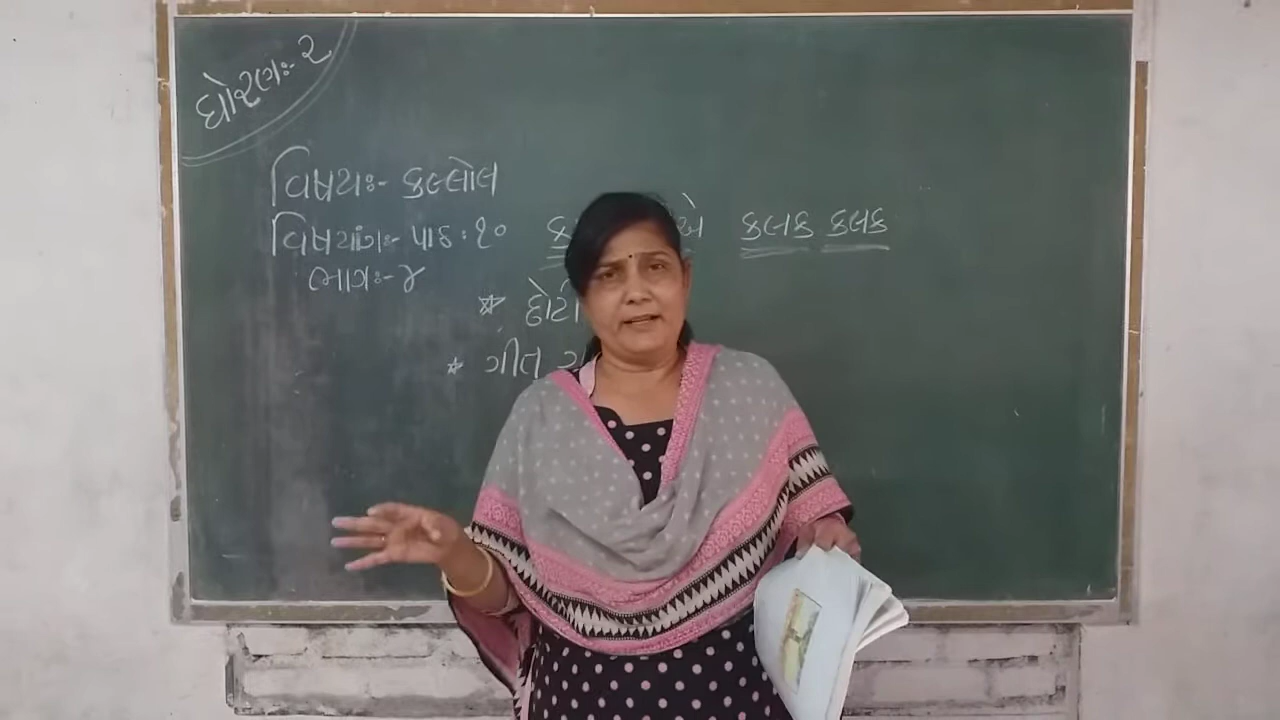 ધોરણઃ- ૨
વિષયઃ- કલ્લોલ
વિષયાંગઃ- પાઠ : ૧૦ કલક કલક
ભાગઃ- ૪
ગીત